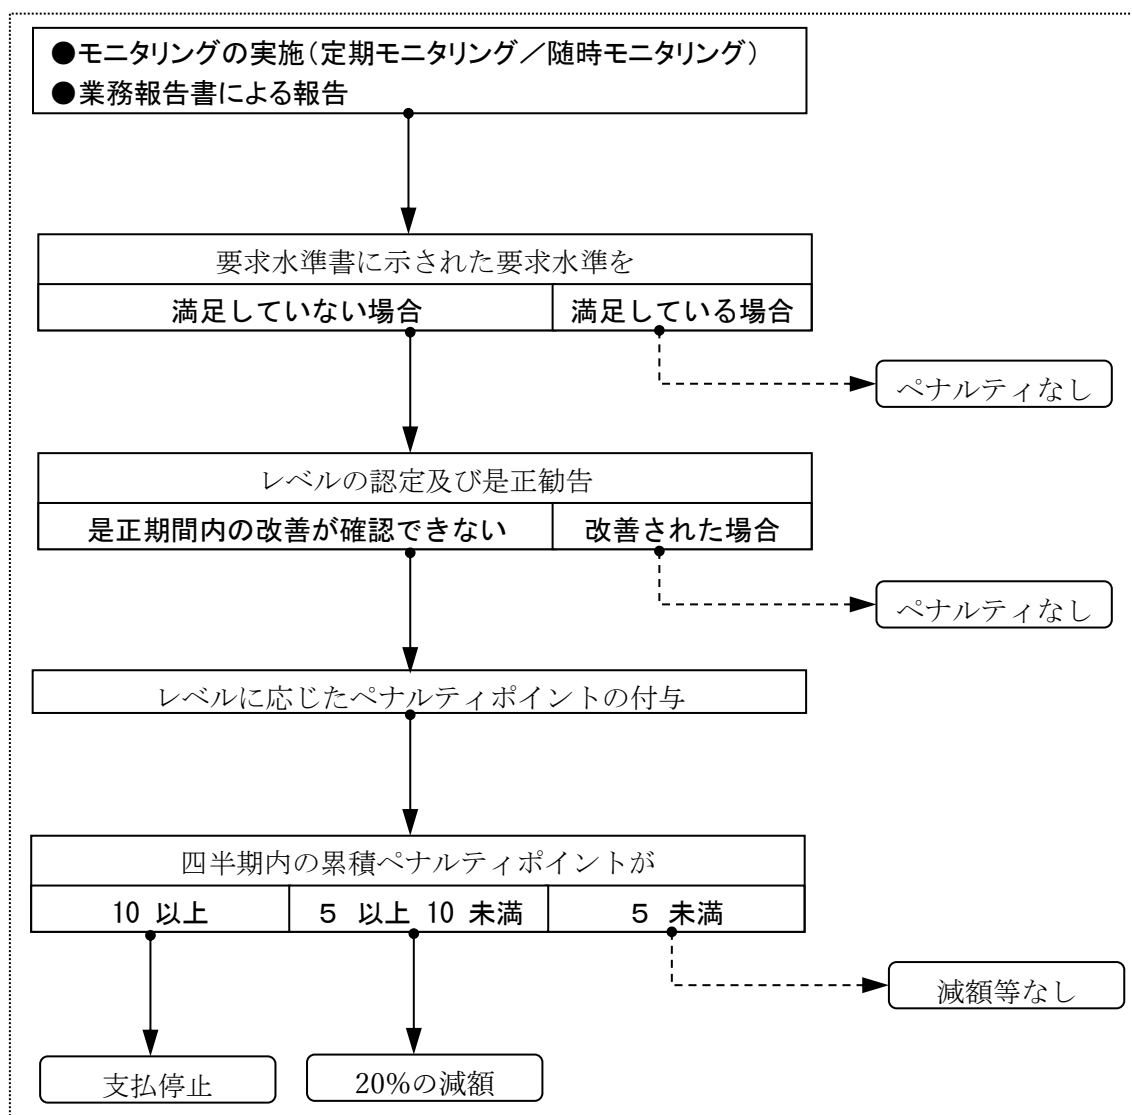 ●モニタリングの実施（定期モニタリング／随時モニタリング）
●業務報告書による報告
要求水準書に示された要求水準を
満足していない場合
満足している場合
ペナルティなし
レベルの認定及び是正勧告
是正期間内の改善が確認できない
改善された場合
ペナルティなし
レベルに応じたペナルティポイントの付与
四半期内の累積ペナルティポイントが
10 以上
５ 以上 10 未満
５ 未満
減額等なし
支払停止
20％の減額